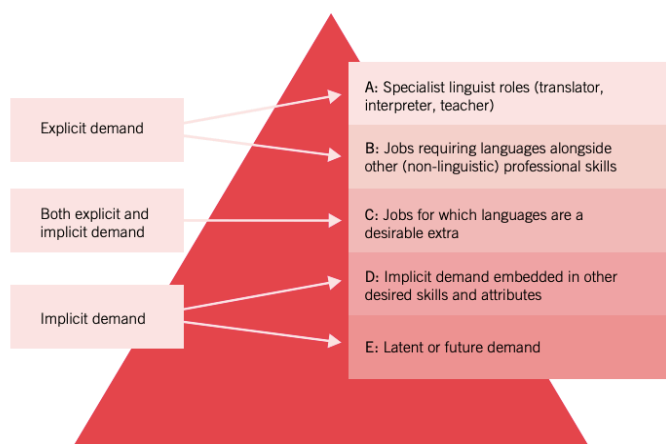 Explicit demand
Both explicit and
implicit demand
Implicit demand
A: Specialist linguist roles (translator,
interpreter, teacher)
B: Jobs requiring languages alongside
other (non-linguistic) professional skills
C: Jobs for which languages are a
desirable extra
D: Implicit demand embedded in other
desired skills and attributes
E: Latent or future demand